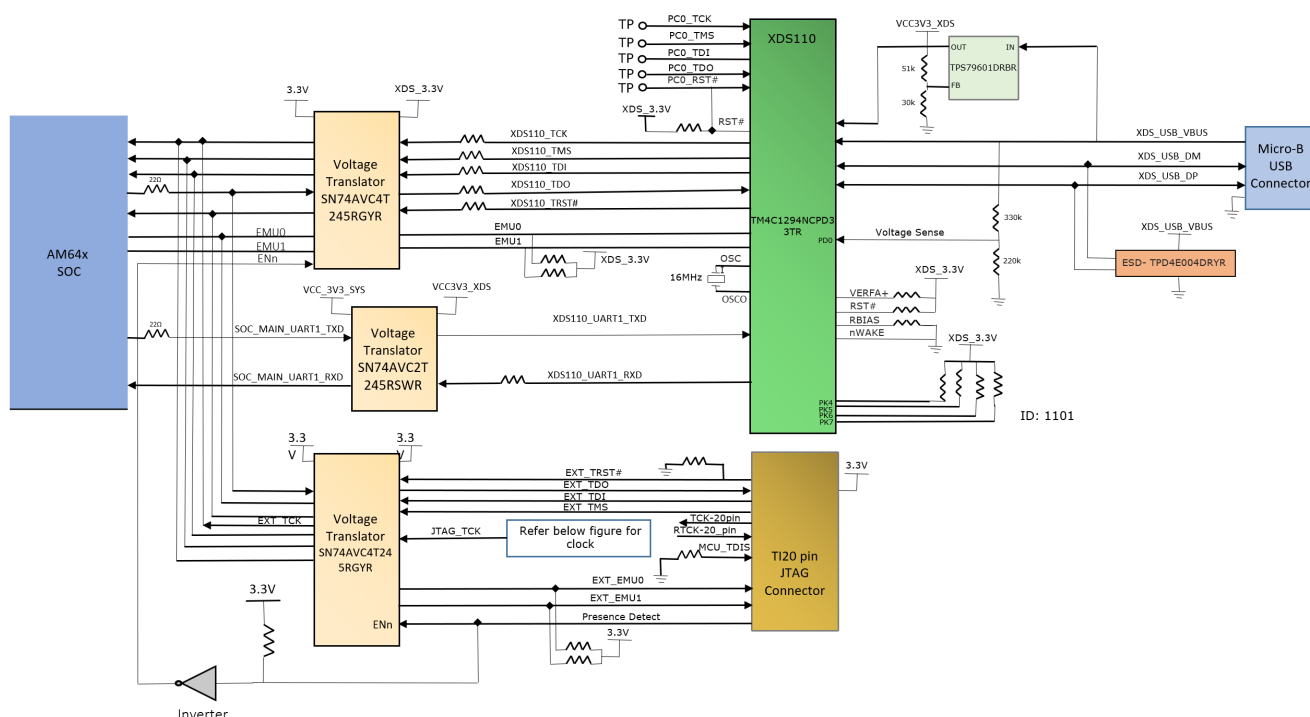 TP
PC0_TCK
TP
PC0_TMS
TP
PC0_TDI
TP
PC0_TDO
TP
PC0_RST#
XDS_3.3V
RST#
XDS110
TM4C1294NCPD3
3TR
PD0
VCC3V3_XDS
51k
30k
OUT
IN
TPS79601DRBR
FB
XDS_USB_VBUS
XDS_USB_DM
XDS_USB_DP
Micro-B
USB
Connector
Voltage Sense
330k
220k
XDS_USB_VBUS
ESD- TPD4E004DRYR
3.3V
XDS_3.3V
Voltage
Translator
SN74AVC4T
245RGYR
XDS110_TCK
XDS110_TMS
XDS110_TDI
XDS110_TDO
XDS110_TRST#
EMU0
EMU1
XDS_3.3V
22Ω
EMU0
EMU1
ENn
AM64x
SOC
OSC
16MHz
OSCO
XDS_3.3V
VERFA+
RST#
RBIAS
nWAKE
XDS_3.3V
PK4
PK5
PK6
PK7
ID: 1101
VCC_3V3_SYS
VCC3V3_XDS
22Ω
SOC_MAIN_UART1_TXD
SOC_MAIN_UART1_RXD
Voltage
Translator
SN74AVC2T
245RSWR
XDS110_UART1_TXD
XDS110_UART1_RXD
3.3
V
3.3
V
Voltage
Translator
SN74AVC4T24
5RGYR
ENn
EXT_TCK
EXT_TRST#
EXT_TDO
EXT_TDI
EXT_TMS
JTAG_TCK
Refer below figure for
clock
TCK-20pin
RTCK-20_pin
MCU_TDIS
3.3V
TI20 pin
JTAG
Connector
EXT_EMU0
EXT_EMU1
Presence Detect
3.3V
3.3V
Inverter